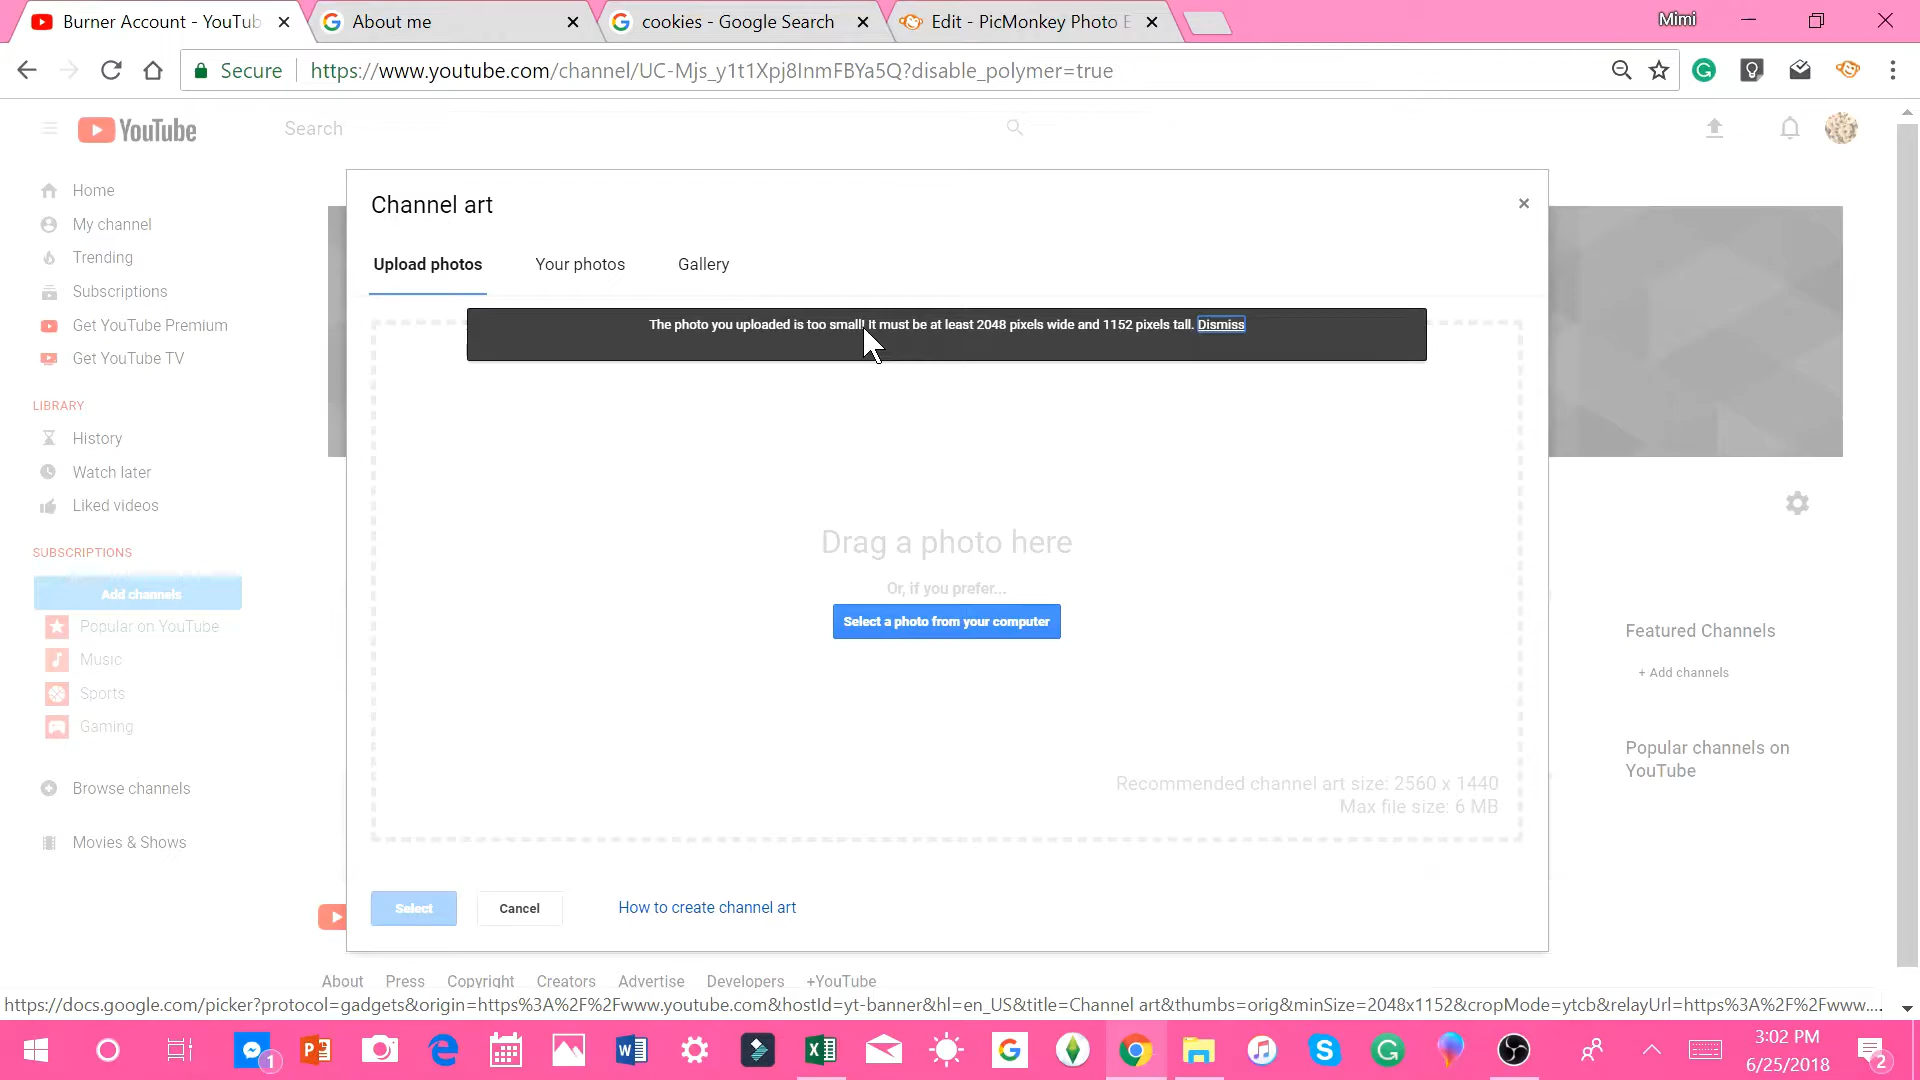 Burner Account - YouTub
About me
cookies - Google Search
Edit - PicMonkey Photo E
Mimi
Secure
https://www.youtube.com/channel/UC-Mjs_y1t1Xpj8InmFBYa5Q?disable_polymer=true
YouTube
Search
Home
My channel
Trending
Subscriptions
Get YouTube Premium
Get YouTube TV
LIBRARY
History
Watch later
Liked videos
SUBSCRIPTIONS
Add channels
Popular on YouTube
Music
Sports
Gaming
Browse channels
Movies & Shows
Channel art
Upload photos
Your photos
Gallery
The photo you uploaded is too small! It must be at least 2048 pixels wide and 1152 pixels tall. Dismiss
Drag a photo here
Or, if you prefer...
Select a photo from your computer
Recommended channel art size: 2560 x 1440
Max file size: 6 MB
Select
Cancel
How to create channel art
Featured Channels
+ Add channels
Popular channels on
YouTube
About Press Copyright Creators Advertise Developers +YouTube
https://docs.google.com/picker?protocol=gadgets&origin=https%3A%2F%2Fwww.youtube.com&hostId=yt-banner&hl=en_US&title=Channel art&thumbs=orig&minSize=2048x1152&cropMode=ytcb&relayUrl=https%3A%2F%2Fwww....
1
3:02 PM
6/25/2018
2